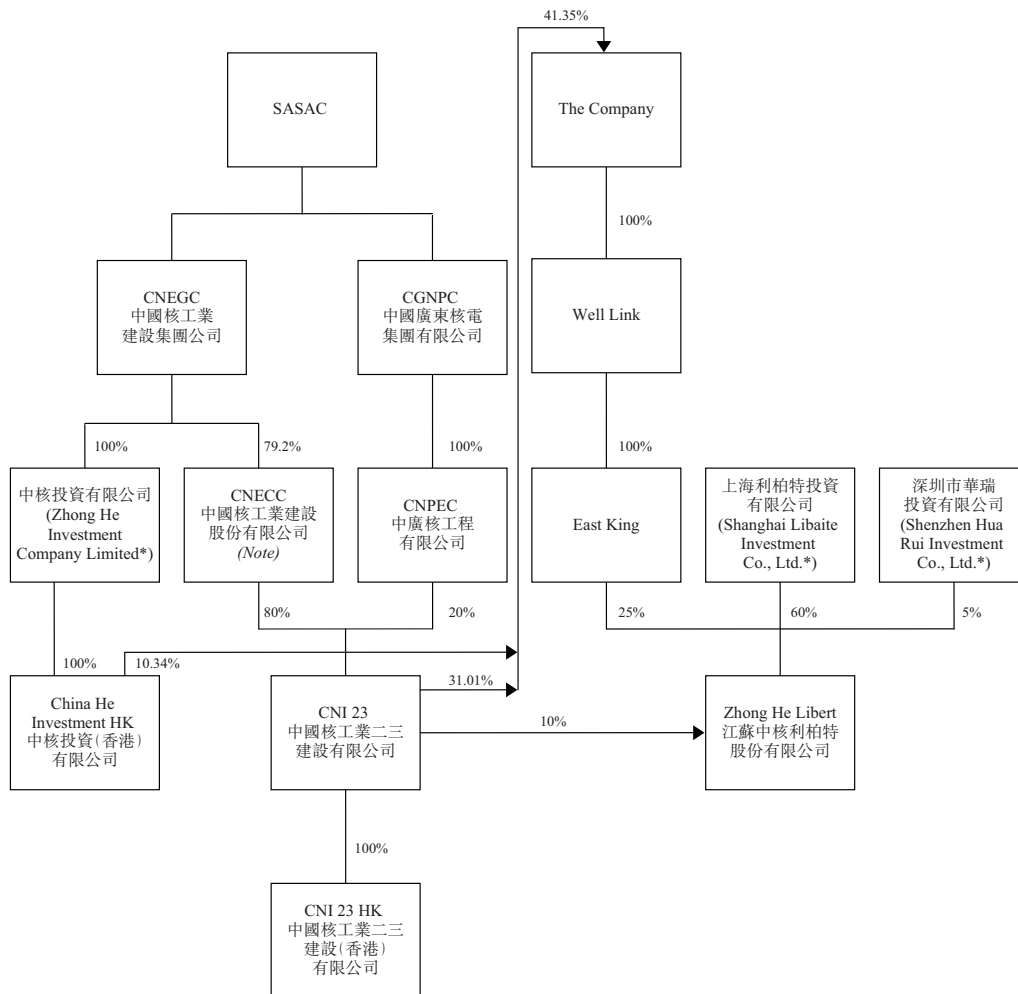 41.35%
SASAC
The Company
100%
CNEGC
中國核工業
建設集團公司
CGNPC
中國廣東核電
集團有限公司
Well Link
100%
79.2%
100%
100%
中核投資有限公司
(Zhong He
Investment
Company Limited*)
CNECC
中國核工業建設
股份有限公司
(Note)
CNPEC
中廣核工程
有限公司
East King
上海利柏特投資
有限公司
(Shanghai Libaite
Investment
Co., Ltd.*)
深圳市華瑞
投資有限公司
(Shenzhen Hua
Rui Investment
Co., Ltd.*)
80%
20%
25%
60%
5%
100%
10.34%
31.01%
China He
Investment HK
中核投資(香港)
有限公司
CNI 23
中國核工業二三
建設有限公司
10%
Zhong He Libert
江蘇中核利柏特
股份有限公司
100%
CNI 23 HK
中國核工業二三
建設(香港)
有限公司